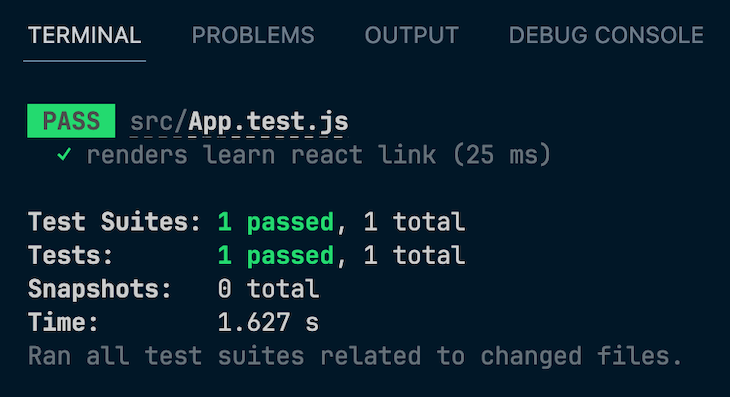 TERMINAL PROBLEMS OUTPUT DEBUG CONSOLE
PASS src/App.test.js
✓ renders learn react link (25 ms)
Test Suites: 1 passed, 1 total
Tests: 1 passed, 1 total
Snapshots: 0 total
Time: 1.627 s
Ran all test suites related to changed files.